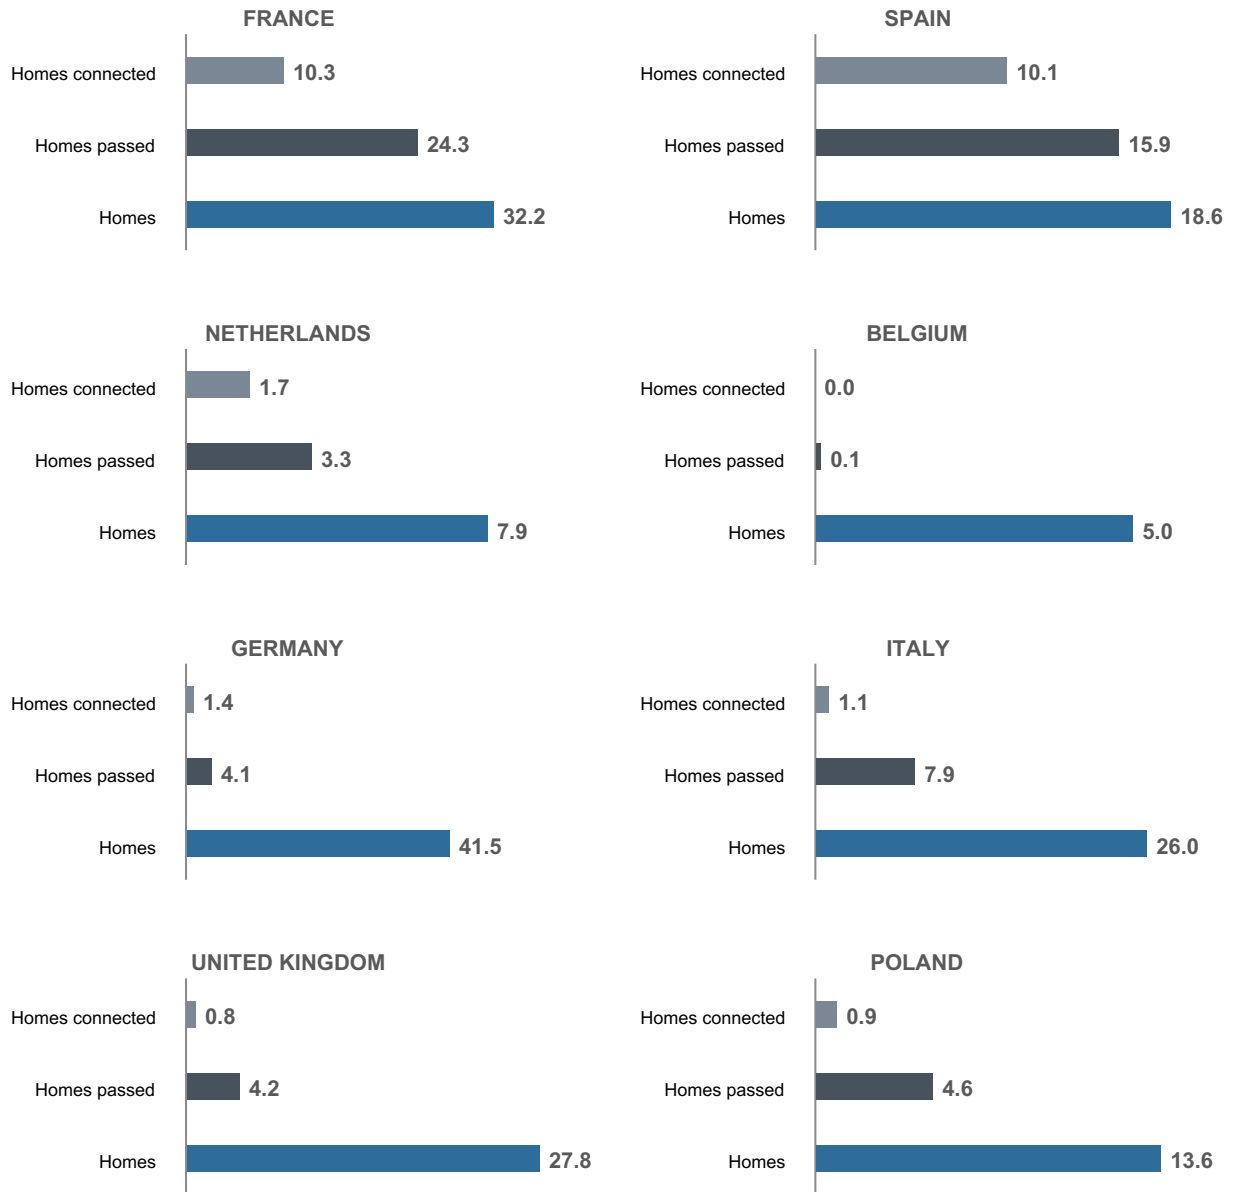 FRANCE
Homes connected 10.3
Homes passed 24.3
Homes 32.2
SPAIN
Homes connected 10.1
Homes passed 15.9
Homes 18.6
NETHERLANDS
Homes connected 1.7
Homes passed 3.3
Homes 7.9
BELGIUM
Homes connected 0.0
Homes passed 0.1
Homes 5.0
GERMANY
Homes connected 1.4
Homes passed 4.1
Homes 41.5
ITALY
Homes connected 1.1
Homes passed 7.9
Homes 26.0
UNITED KINGDOM
Homes connected 0.8
Homes passed 4.2
Homes 27.8
POLAND
Homes connected 0.9
Homes passed 4.6
Homes 13.6